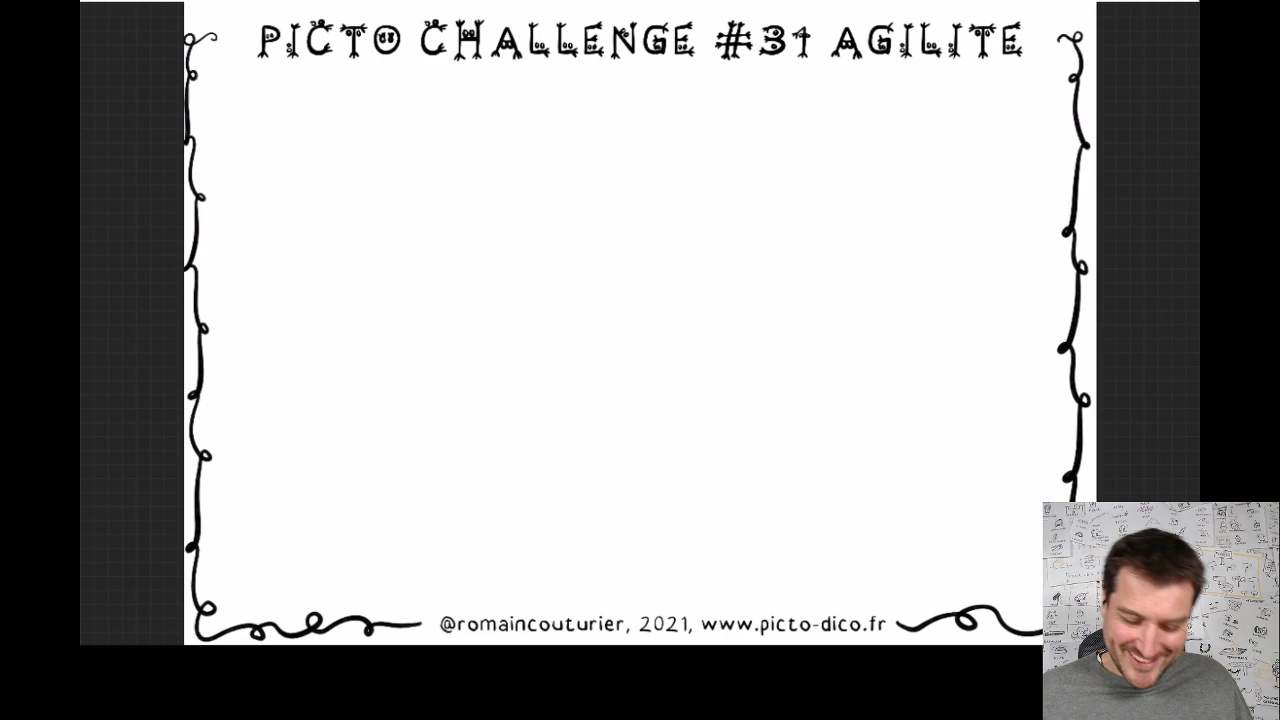 PICTO CHALLENGE #31 AGILITE
@romaincouturier, 2021, www.picto-dico.fr